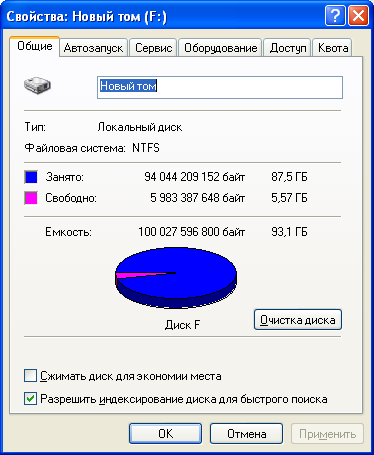 Свойства: Новый том (F:)
Общие Автозапуск Сервис Оборудование Доступ Квота
Новый том
Тип: Локальный диск
Файловая система: NTFS
Занято: 94 044 209 152 байт 87,5 ГБ
Свободно: 5 983 387 648 байт 5,57 ГБ
Емкость: 100 027 596 800 байт 93,1 ГБ
Диск F
Очистка диска
Сжимать диск для экономии места
Разрешить индексирование диска для быстрого поиска
OK Отмена Применить